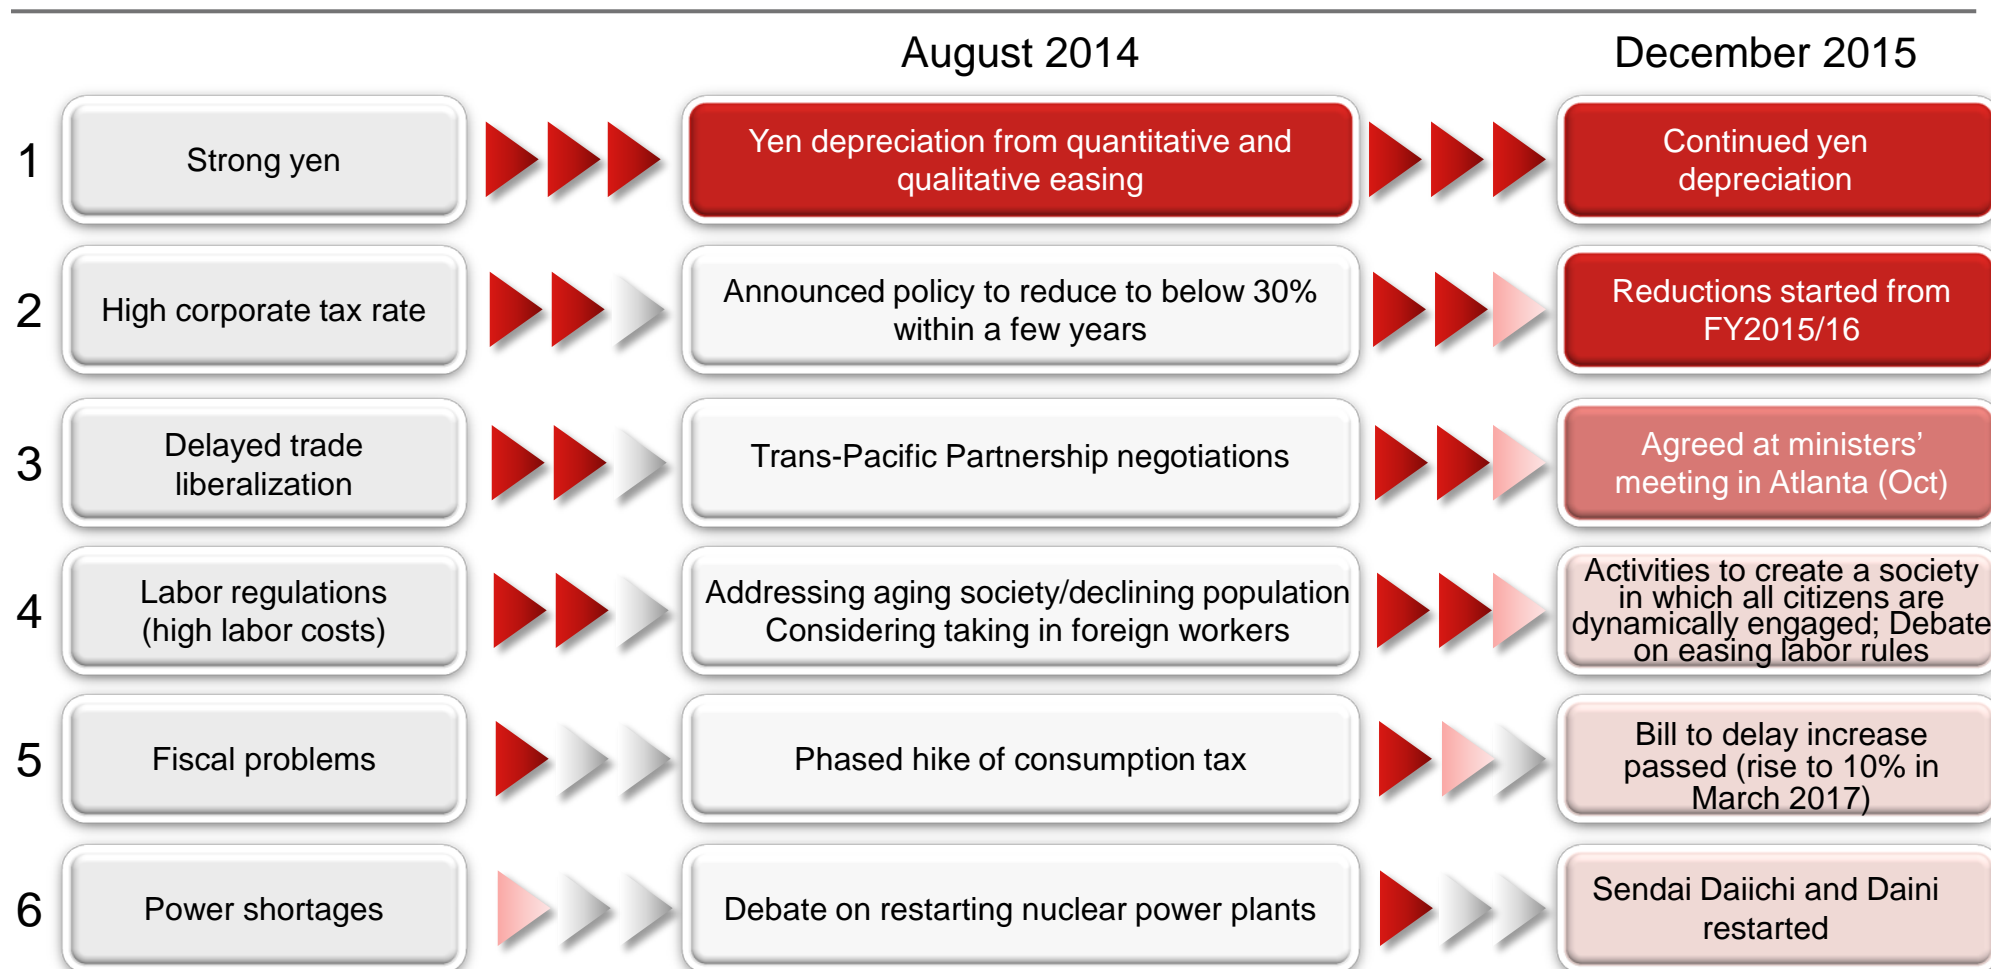 August 2014
December 2015
1
Strong yen
Yen depreciation from quantitative and
qualitative easing
Continued yen
depreciation
2
High corporate tax rate
Announced policy to reduce to below 30%
within a few years
Reductions started from
FY2015/16
3
Delayed trade
liberalization
Trans-Pacific Partnership negotiations
Agreed at ministers’
meeting in Atlanta (Oct)
4
Labor regulations
(high labor costs)
Addressing aging society/declining population
Considering taking in foreign workers
Activities to create a society
in which all citizens are
dynamically engaged; Debate
on easing labor rules
5
Fiscal problems
Phased hike of consumption tax
Bill to delay increase
passed (rise to 10% in
March 2017)
6
Power shortages
Debate on restarting nuclear power plants
Sendai Daiichi and Daini
restarted